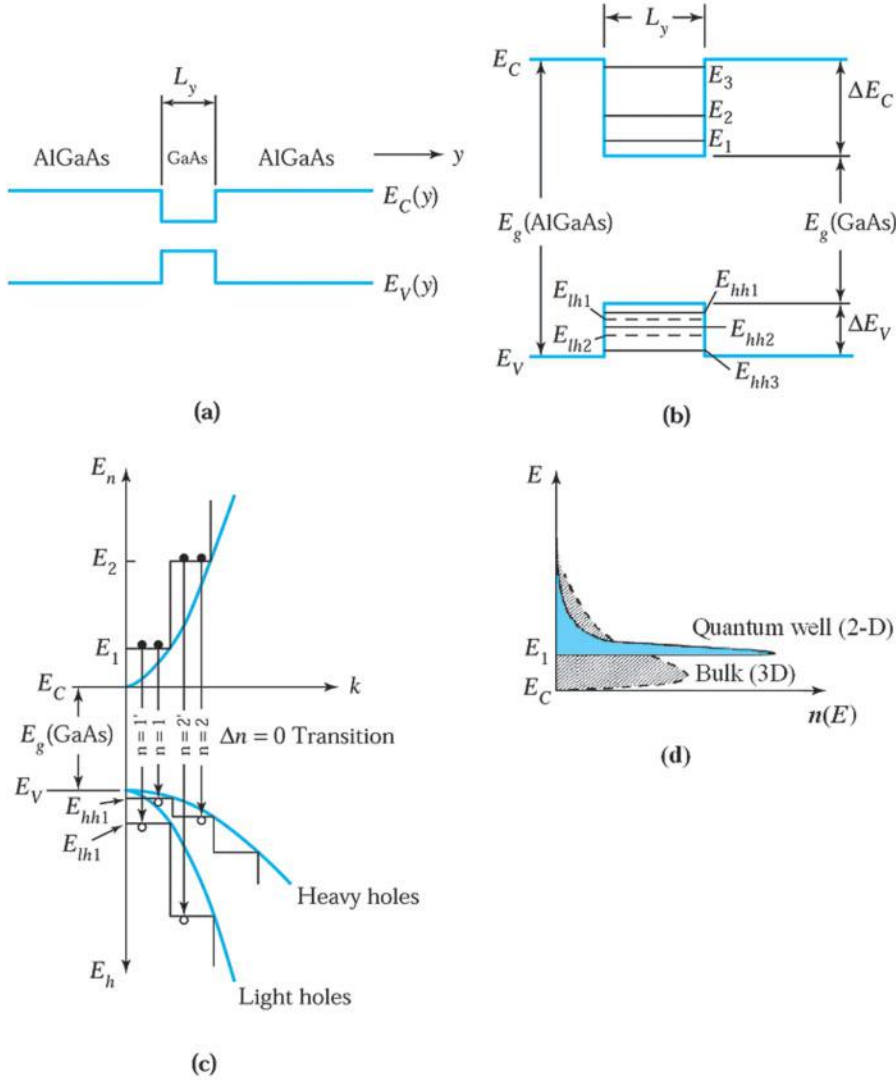 L_y
AlGaAs GaAs AlGaAs y
E_C(y)
E_V(y)
(a)
L_y
E_C E_3 ΔE_C
E_2
E_1
E_g(AlGaAs) E_g(GaAs)
E_lh1 E_hh1
E_lh2 E_hh2 ΔE_V
E_V E_hh3
(b)
E_n
E_2
E_1
E_C k
E_g(GaAs) n = 1' n = 1 n = 2' n = 2 Δn = 0 Transition
E_V
E_hh1
E_lh1
Heavy holes
E_h Light holes
(c)
E
Quantum well (2-D)
E_1
Bulk (3D)
E_C
n(E)
(d)